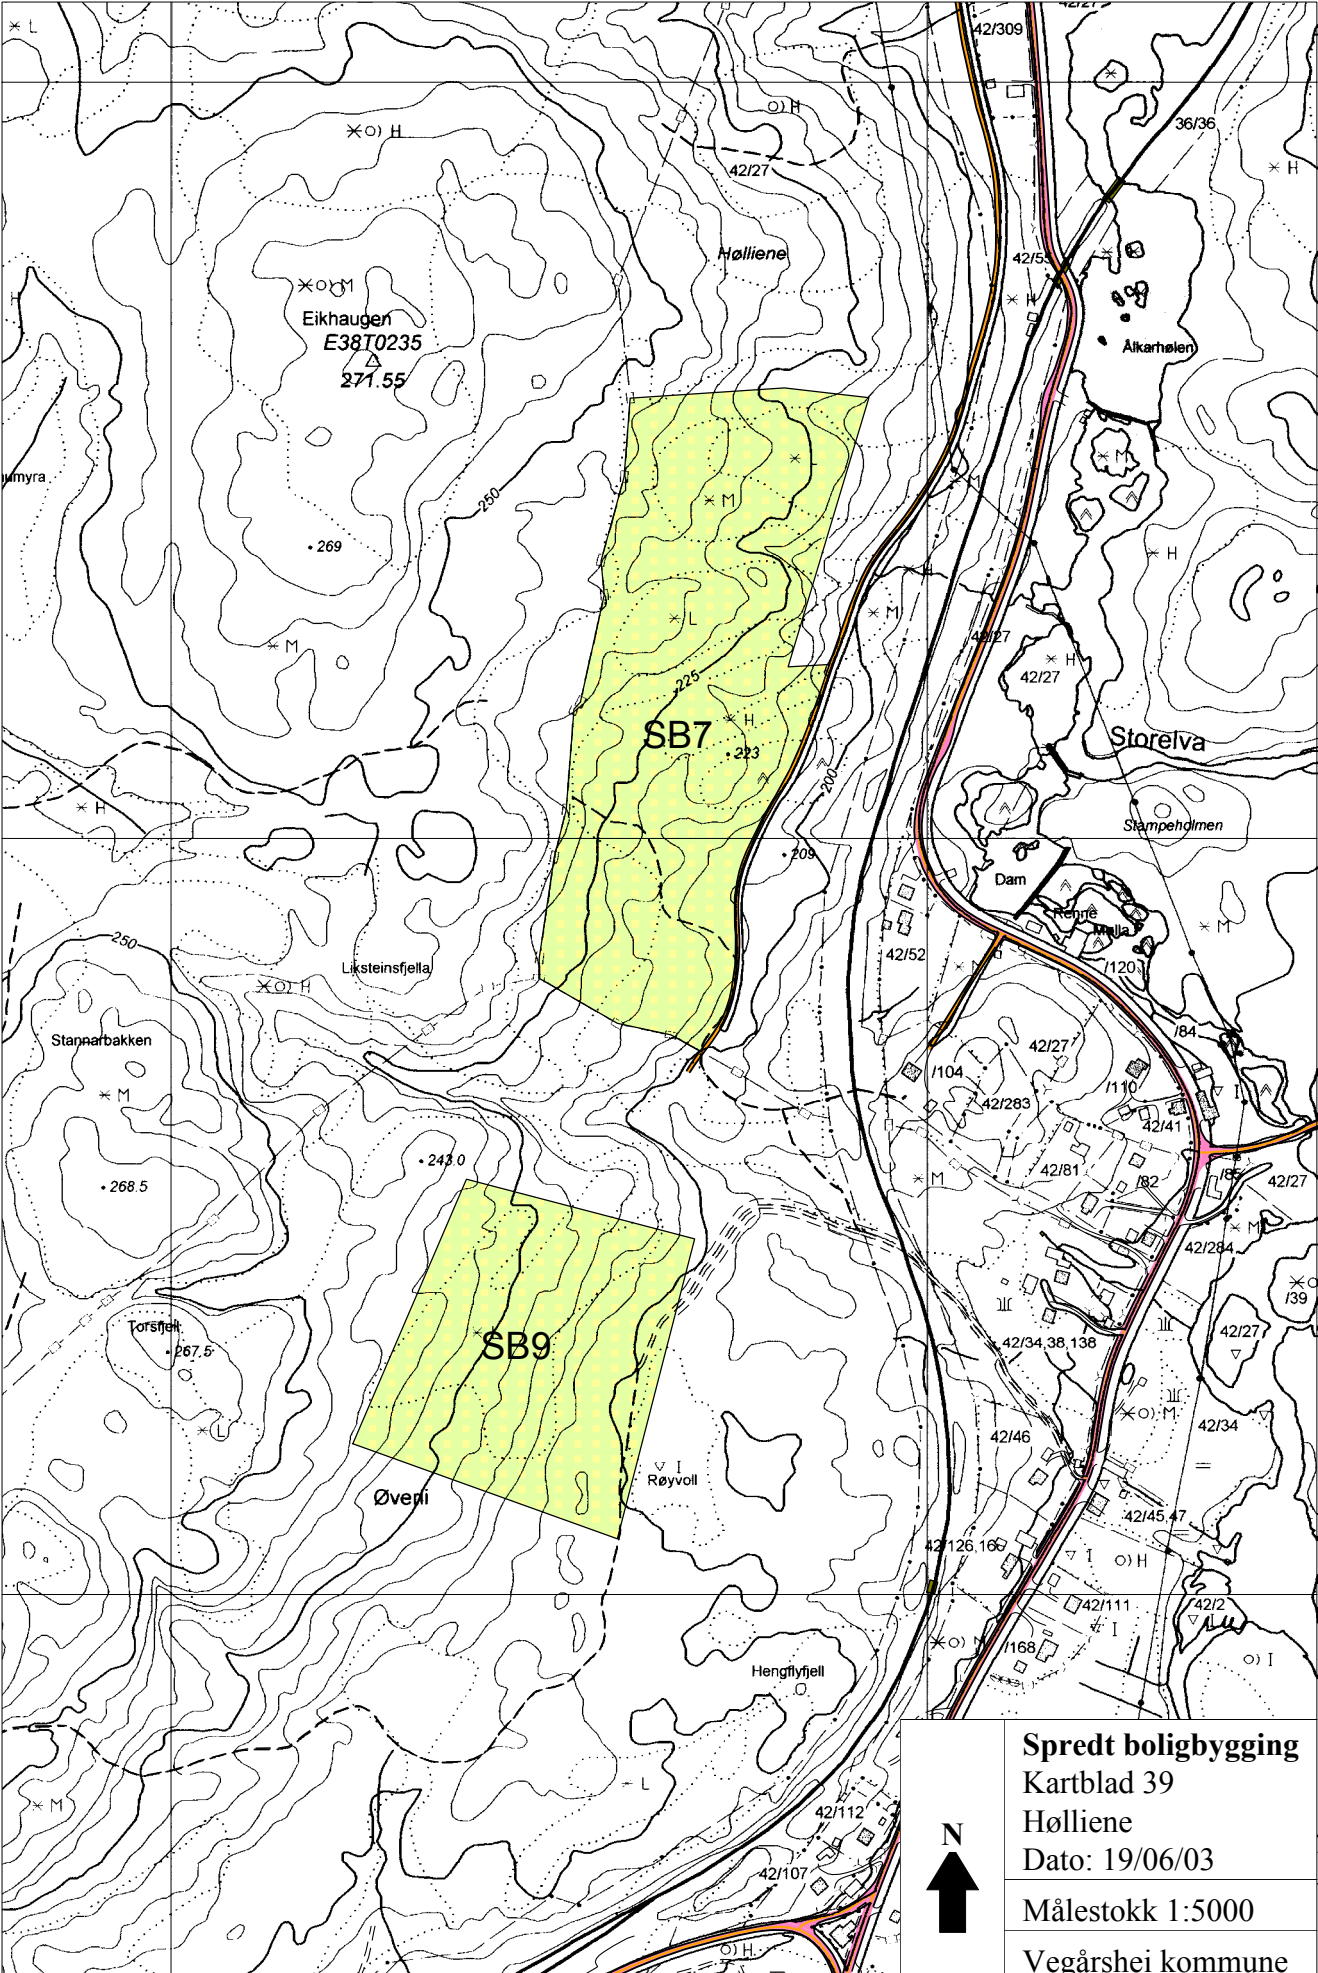 L
42/309
42/27
O) H
O) H
36/36
H
42/27
Hølliene
42/55
H
O) M
Eikhaugen
E38T0235
271.55
Ålkarhølen
H
L
M
M
M
250
H
269
H
M
L
M
42/27
H
42/27
225
SB7
H
223
Storelva
200
H
Stampeholmen
209
Dam
Renne
Mølla
M
250
42/52
M
/120
Liksteinsfjella
O) H
Stannarbakken
/84
42/27
/104
/110
I
M
42/283
42/41
243.0
42/81
/82
/85
42/27
268.5
M
M
42/284
/39
Torsfjell
267,5
SB9
42/27
42/34,38,138
O) M
42/34
L
42/46
I
Røyvoll
Øverli
42/45,47
I
O) H
42/111
42/2
I
O) M
/168
O) I
Hengflyfjell
L
M
42/112
42/107
O) H
Spredt boligbygging
Kartblad 39
Hølliene
Dato: 19/06/03
N
Målestokk 1:5000
Vegårshei kommune